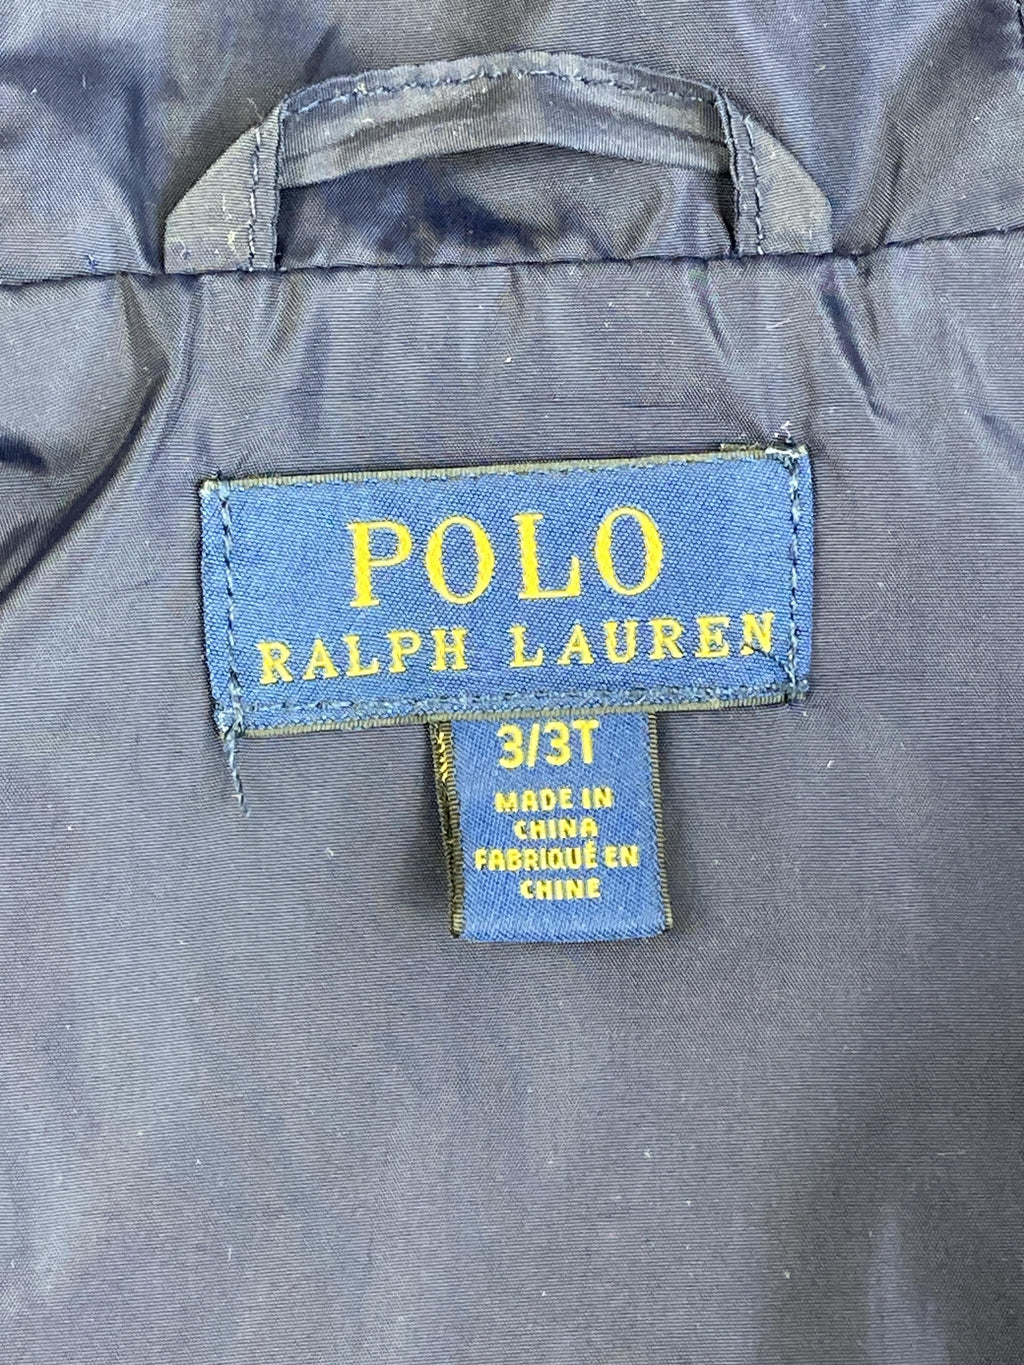 POLO
RALPH LAUREN
3/3T
MADE IN
CHINA
FABRIQUÉ EN
CHINE